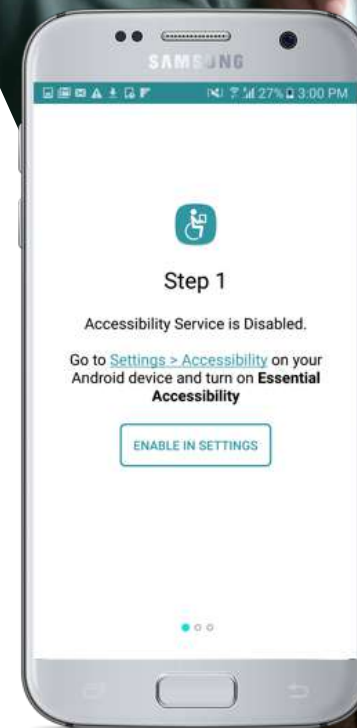 SAMSUNG
27% 3:00 PM
Step 1
Accessibility Service is Disabled.
Go to Settings > Accessibility on your
Android device and turn on Essential
Accessibility
ENABLE IN SETTINGS